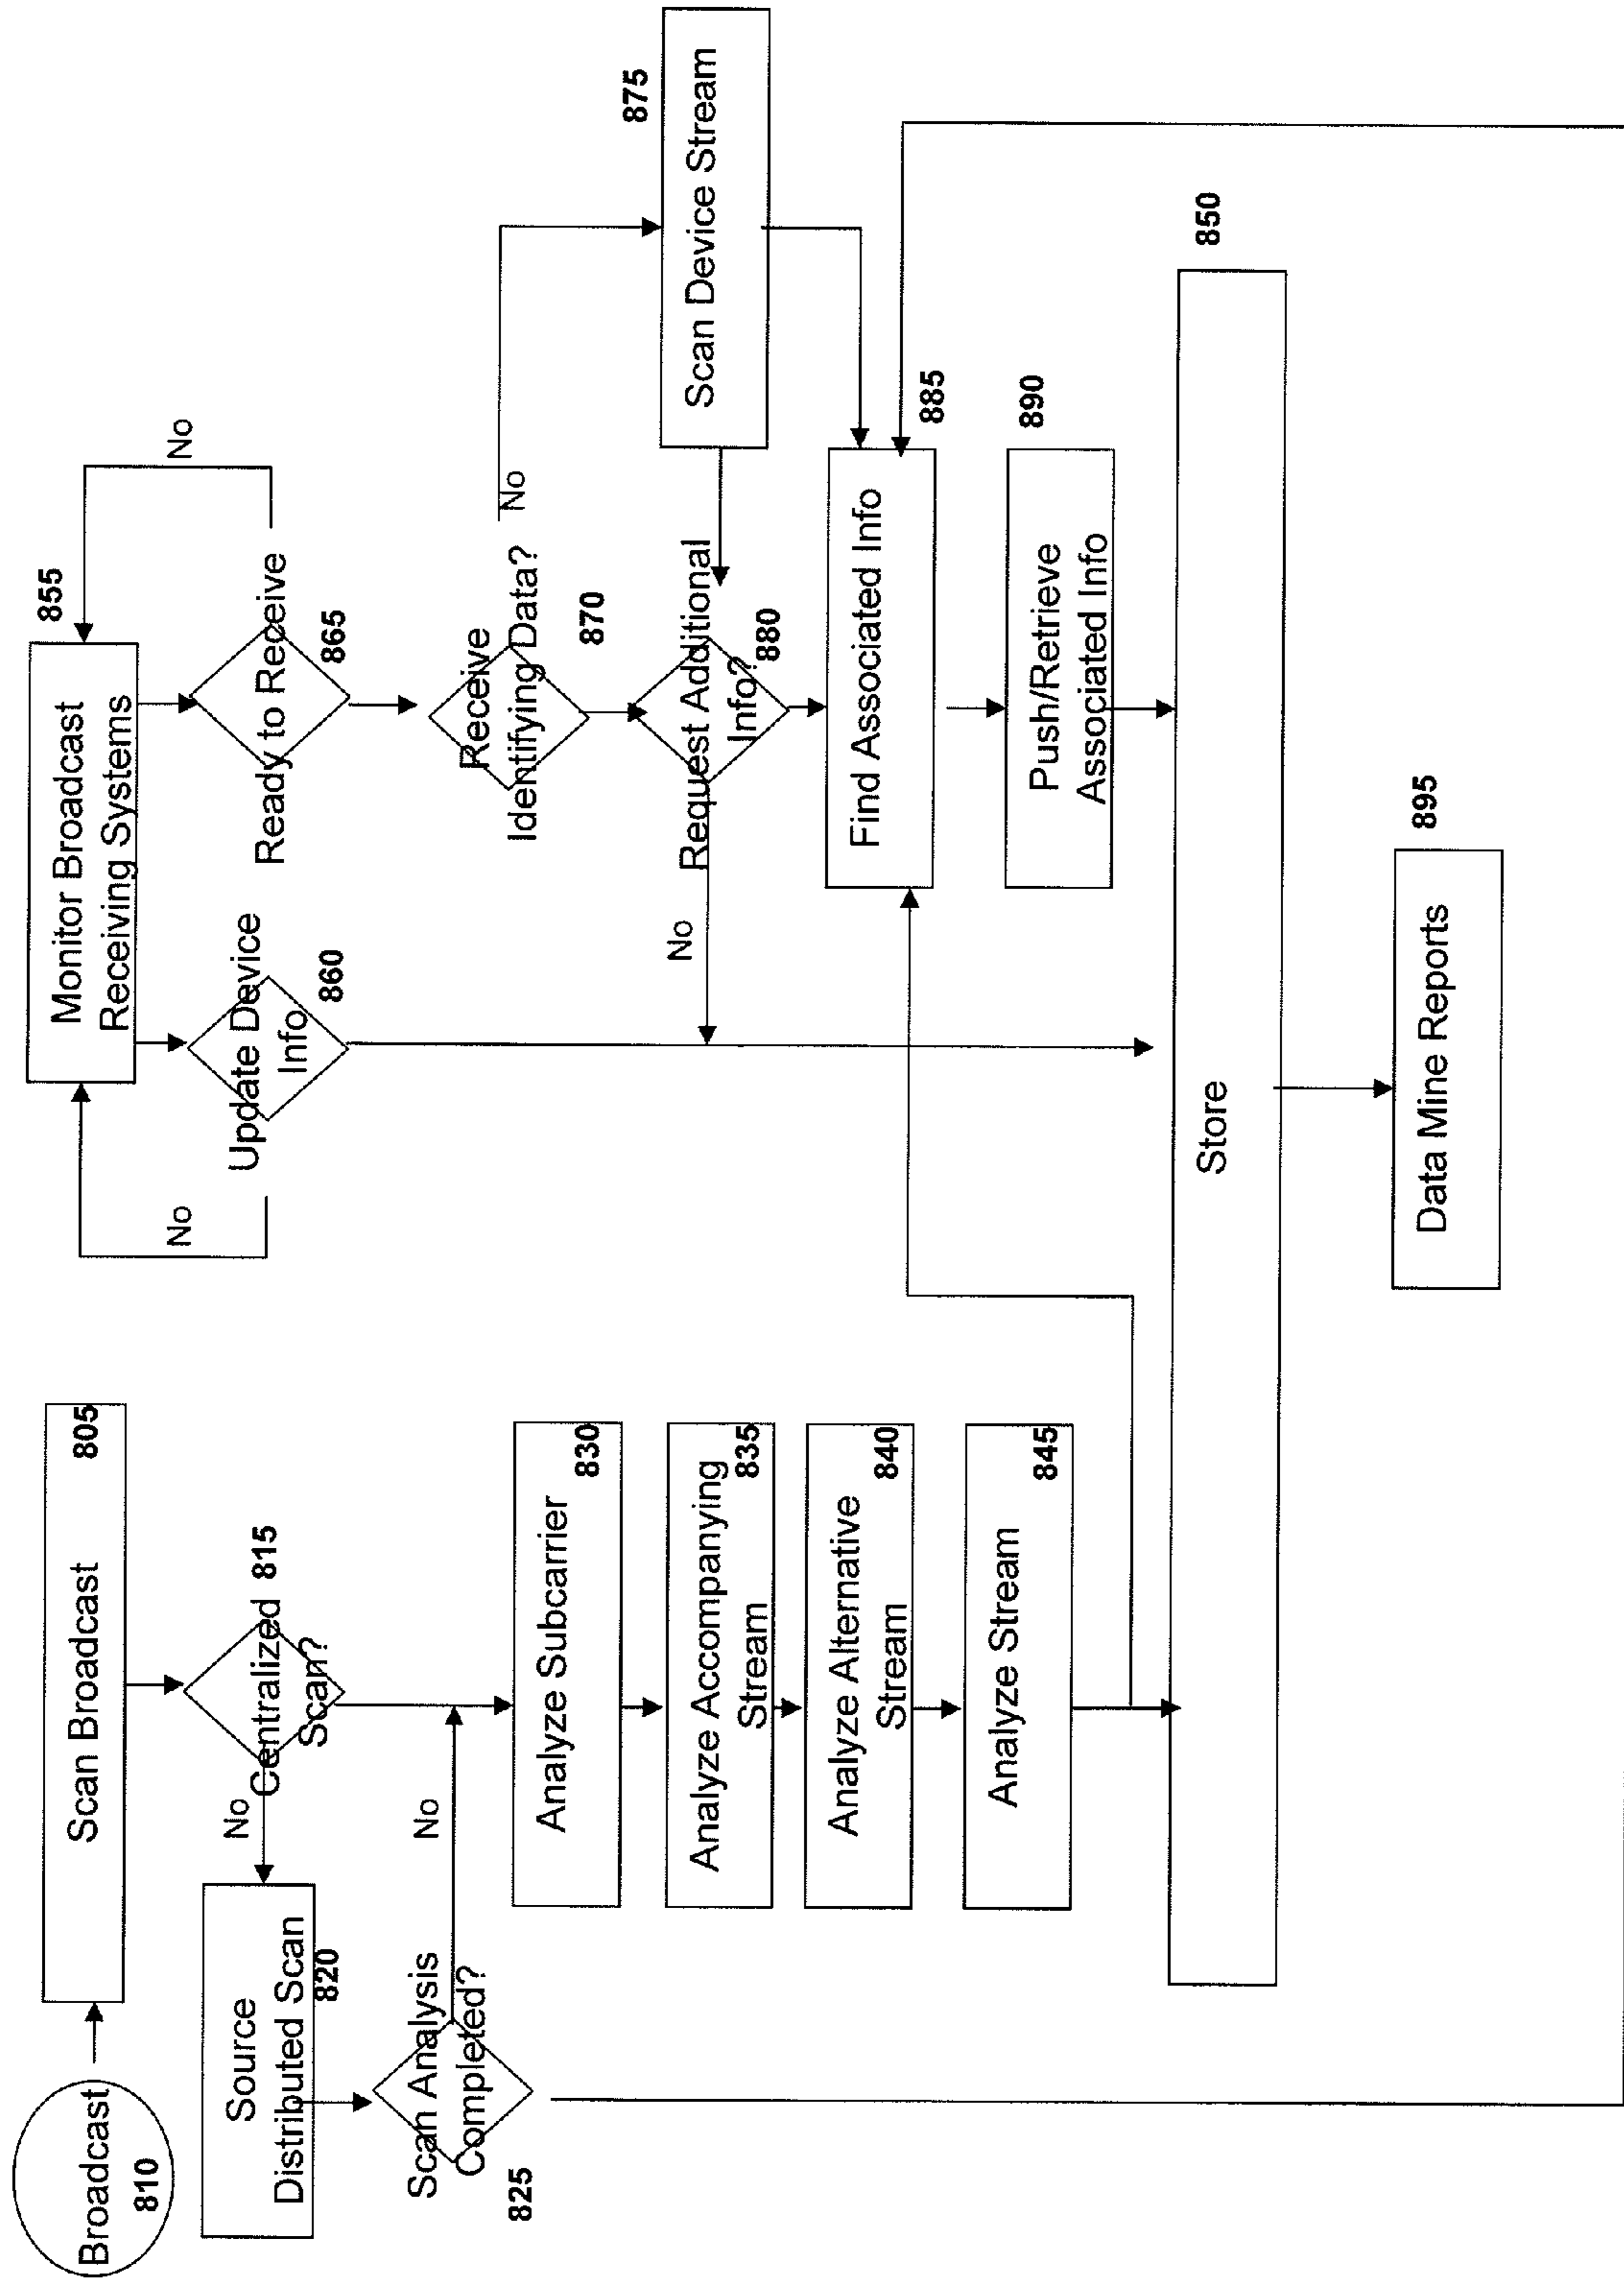 Broadcast
810
Scan Broadcast
805
Centralized 815
Scan?
No
Source
Distributed Scan
820
Scan Analysis
Completed?
825
No
Analyze Subcarrier
830
Analyze Accompanying
Stream
835
Analyze Alternative
Stream
840
Analyze Stream
845
Monitor Broadcast
Receiving Systems
855
No
Update Device
Info
860
No
Ready to Receive
865
Receive
Identifying Data?
870
No
Scan Device Stream
875
Request Additional
Info?
880
No
Find Associated Info
885
Push/Retrieve
Associated Info
890
Store
850
Data Mine Reports
895